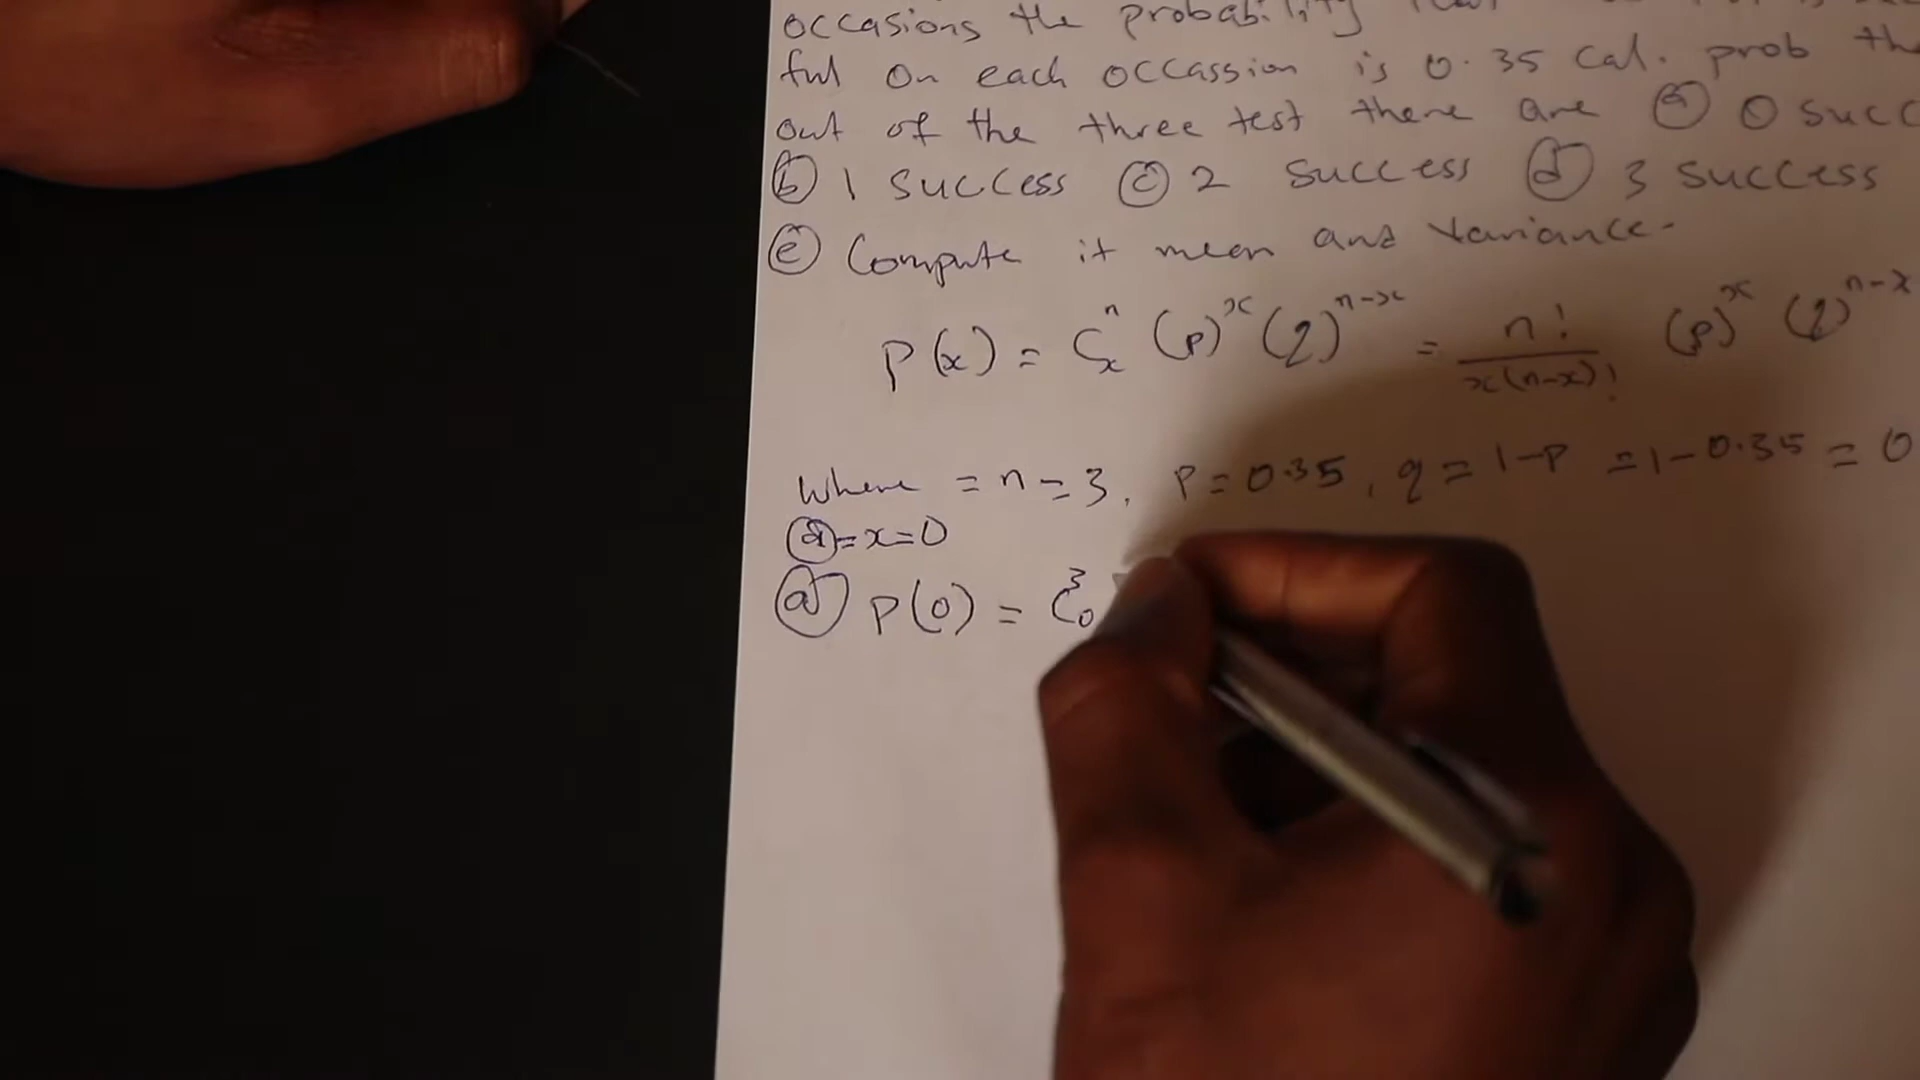 occasions the probability
ful on each occassion is 0.35 Cal. prob the
out of the three test there are ⓐ 0 succ
ⓑ 1 success ⓒ 2 success ⓓ 3 success
ⓔ Compute it mean and variance-
P(x) = Cₓⁿ (p)ˣ (q)ⁿ⁻ˣ = n! / x(n-x)! (p)ˣ (q)ⁿ⁻ˣ
Where = n = 3, P = 0.35, q = 1-P = 1-0.35 = 0
ⓐ = x = 0
ⓐ P(0) = C₀³